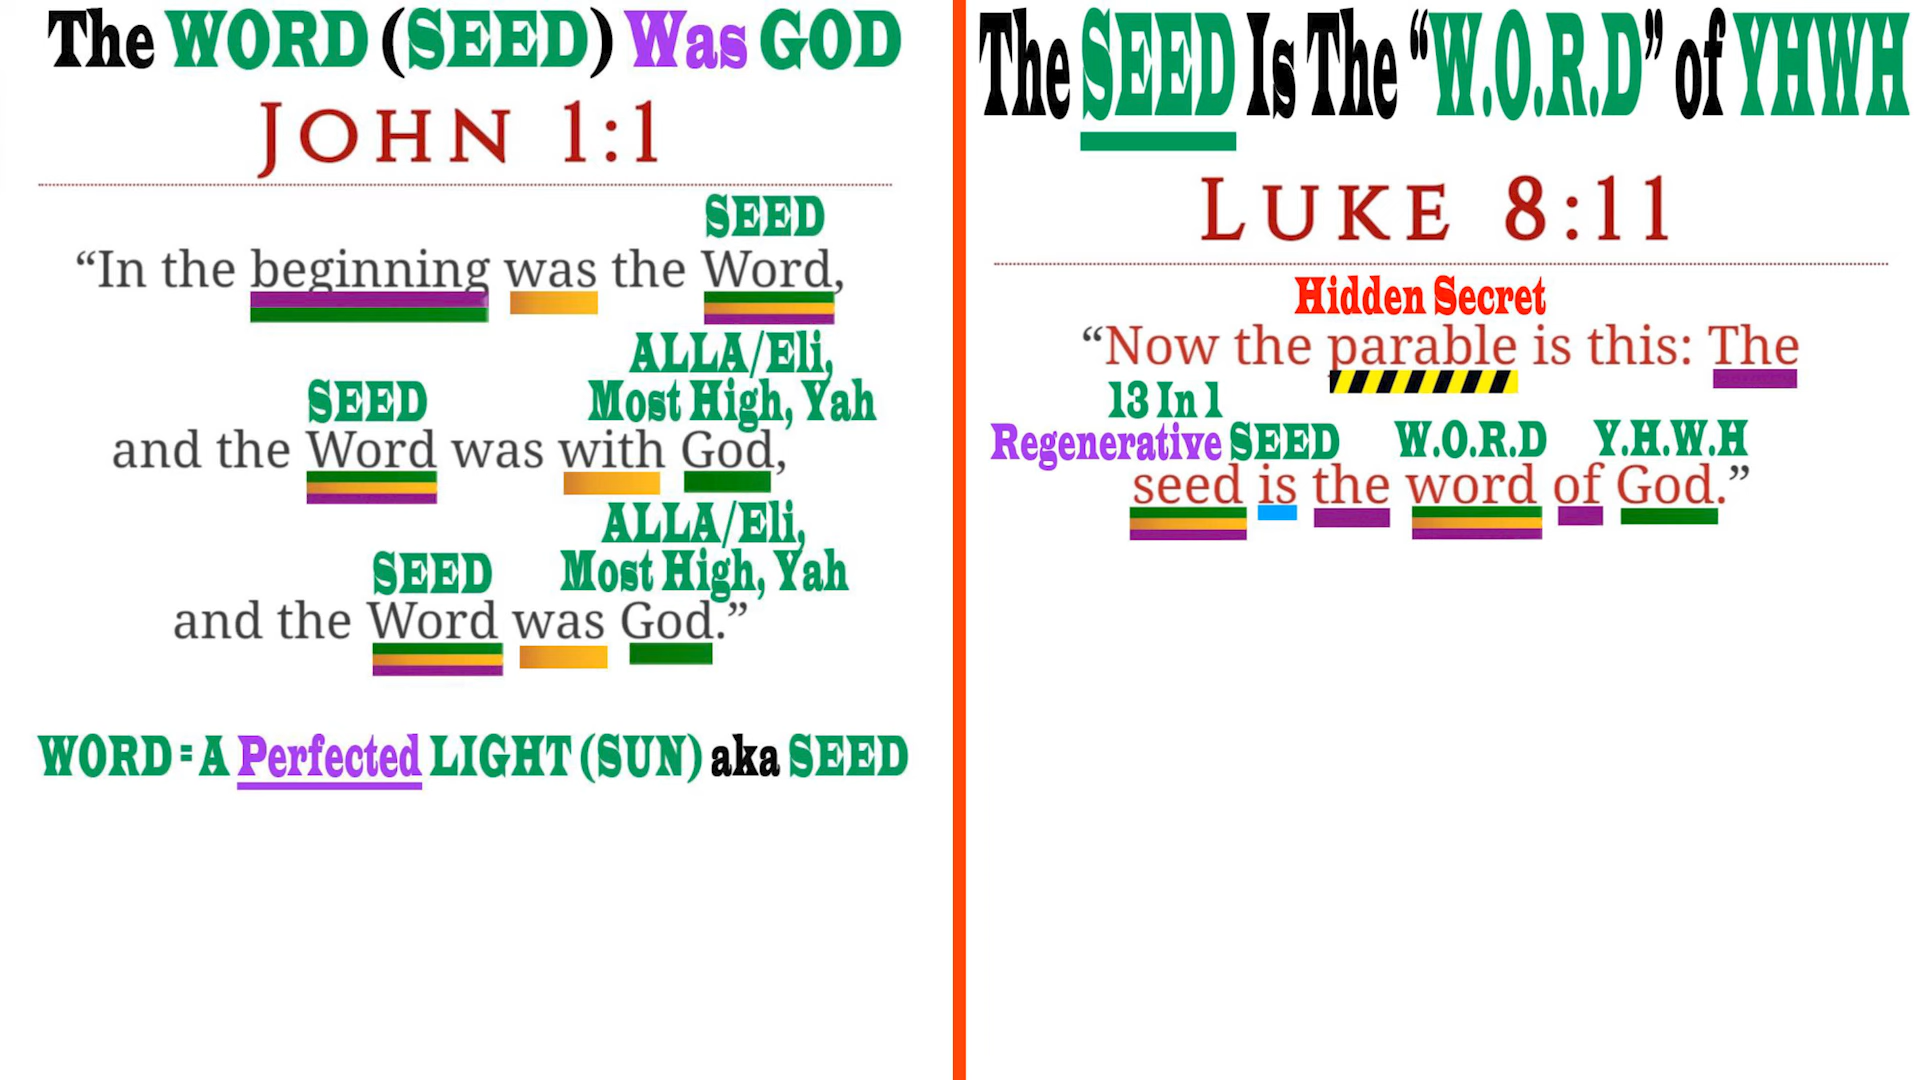 The WORD (SEED) Was GOD
JOHN 1:1
SEED
“In the beginning was the Word,
ALLA/Eli,
SEED Most High, Yah
and the Word was with God,
ALLA/Eli,
SEED Most High, Yah
and the Word was God.”
WORD = A Perfected LIGHT (SUN) aka SEED
The SEED Is The “W.O.R.D” of YHWH
LUKE 8:11
Hidden Secret
“Now the parable is this: The
13 In 1
Regenerative SEED W.O.R.D Y.H.W.H
seed is the word of God.”